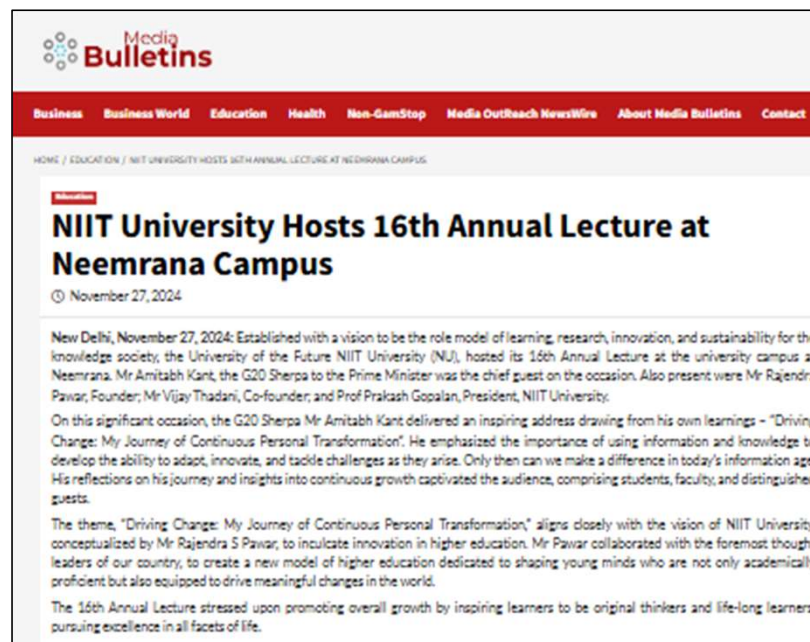 Media
Bulletins
Business Business World Education Health Non-GamStop Media OutReach NewsWire About Media Bulletins Contact
HOME / EDUCATION / NIIT UNIVERSITY HOSTS 16TH ANNUAL LECTURE AT NEEMRANA CAMPUS
Education
NIIT University Hosts 16th Annual Lecture at
Neemrana Campus
November 27, 2024
New Delhi, November 27, 2024: Established with a vision to be the role model of learning, research, innovation, and sustainability for the
knowledge society, the University of the Future NIIT University (NU), hosted its 16th Annual Lecture at the university campus a
Neemrana. Mr Amitabh Kant, the G20 Sherpa to the Prime Minister was the chief guest on the occasion. Also present were Mr Rajendr
Pawar, Founder; Mr Vijay Thadani, Co-founder; and Prof Prakash Gopalan, President, NIIT University.
On this significant occasion, the G20 Sherpa Mr Amitabh Kant delivered an inspiring address drawing from his own learnings – "Driving
Change: My Journey of Continuous Personal Transformation". He emphasized the importance of using information and knowledge to
develop the ability to adapt, innovate, and tackle challenges as they arise. Only then can we make a difference in today's information age
His reflections on his journey and insights into continuous growth captivated the audience, comprising students, faculty, and distinguished
guests.
The theme, "Driving Change: My Journey of Continuous Personal Transformation," aligns closely with the vision of NIIT University
conceptualized by Mr Rajendra S Pawar, to inculcate innovation in higher education. Mr Pawar collaborated with the foremost though
leaders of our country, to create a new model of higher education dedicated to shaping young minds who are not only academically
proficient but also equipped to drive meaningful changes in the world.
The 16th Annual Lecture stressed upon promoting overall growth by inspiring learners to be original thinkers and life-long learners
pursuing excellence in all facets of life.